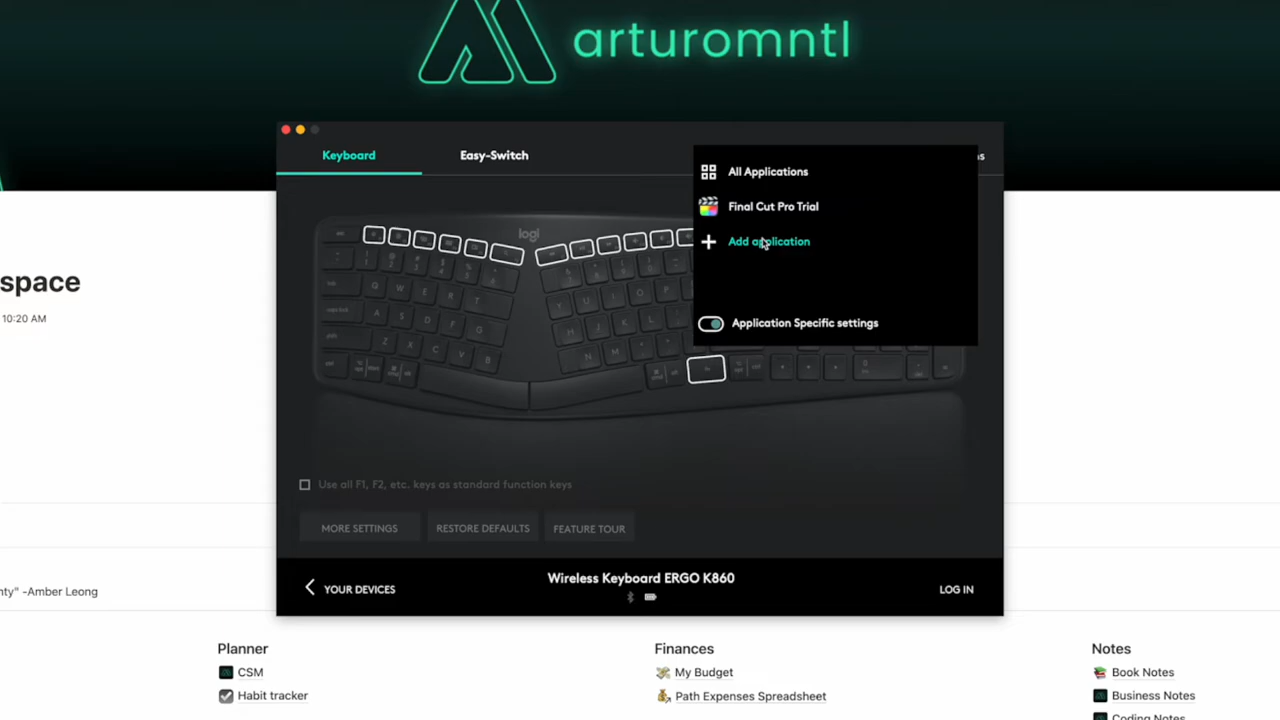 arturomntl
Keyboard
Easy-Switch
All Applications
Final Cut Pro Trial
Add application
Application Specific settings
logi
Q W E R T
Y U I O P
A S D F G
H J K L
Z X C V B
N M
space
10:20 AM
Use all F1, F2, etc. keys as standard function keys
MORE SETTINGS
RESTORE DEFAULTS
FEATURE TOUR
YOUR DEVICES
Wireless Keyboard ERGO K860
LOG IN
nty" -Amber Leong
Planner
CSM
Habit tracker
Finances
My Budget
Path Expenses Spreadsheet
Notes
Book Notes
Business Notes
Coding Notes